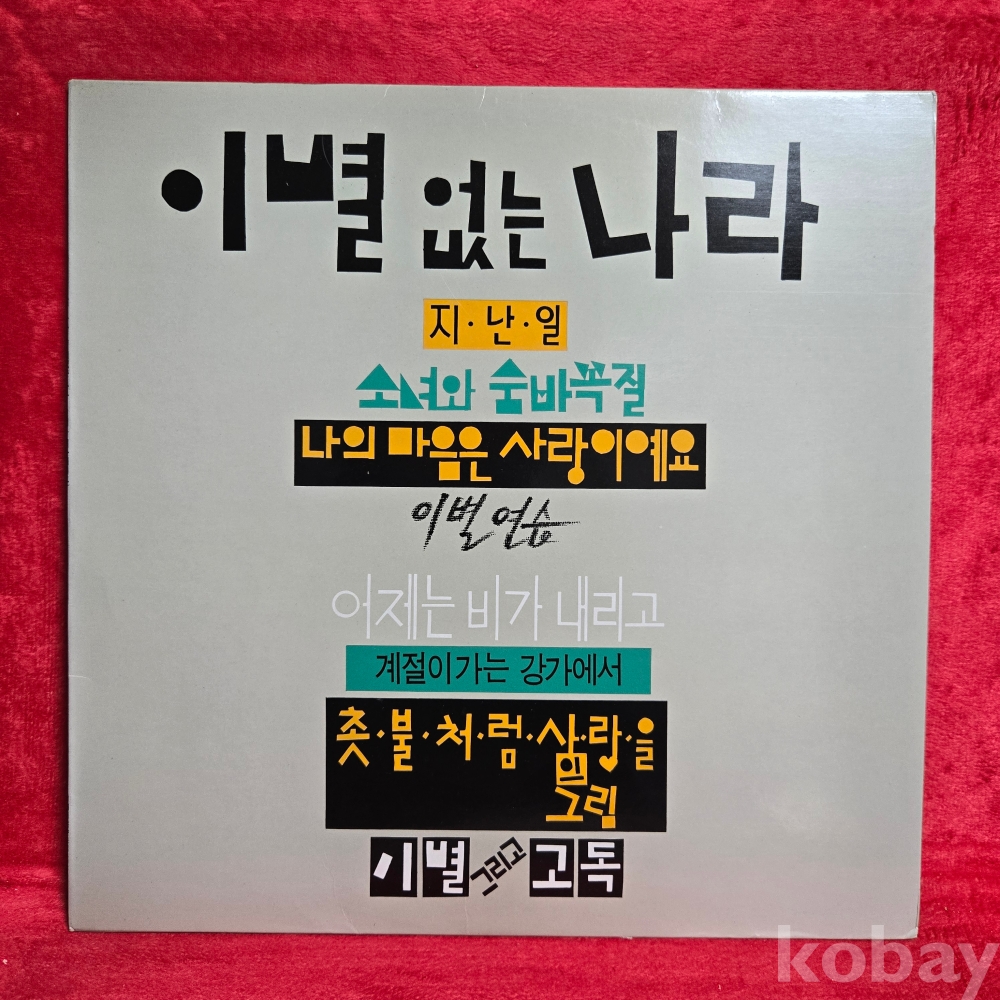 이별 없는 나라
지·난·일
소녀와 숨바꼭질
나의 마음은 사랑이예요
이별연습
어제는 비가 내리고
계절이가는 강가에서
촛·불·처·럼·사·랑·을
의
그림
이별 그리고 고독
kobay